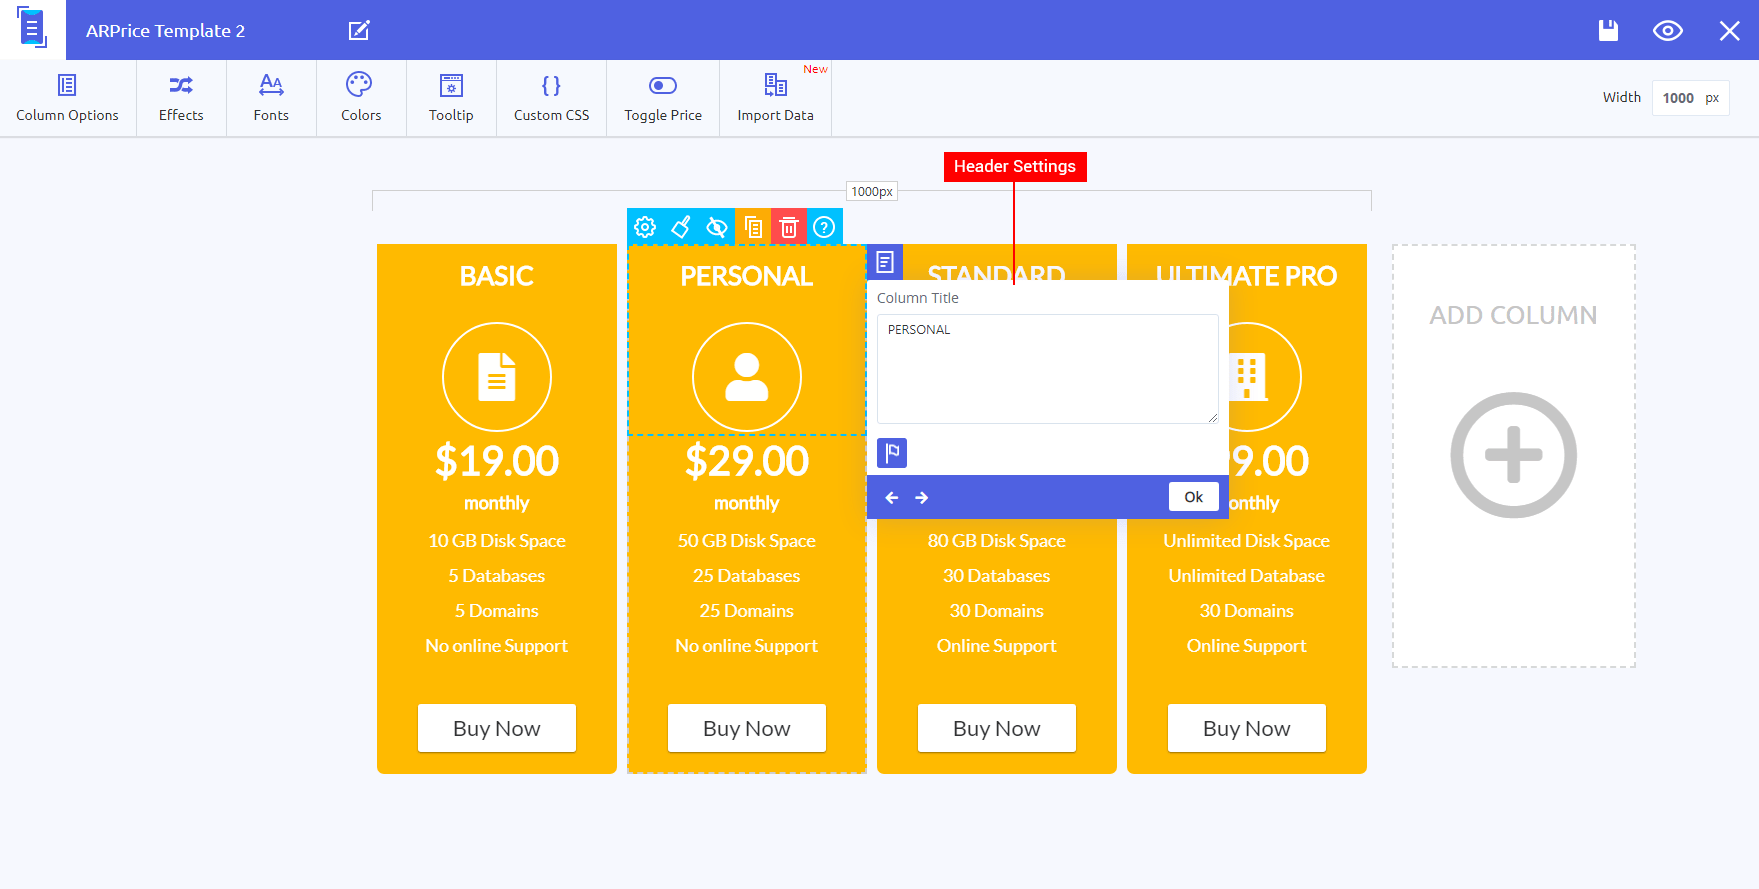 ARPrice Template 2
Column Options
Effects
Fonts
Colors
Tooltip
Custom CSS
Toggle Price
New
Import Data
Width 1000 px
Header Settings
1000px
BASIC
$19.00
monthly
10 GB Disk Space
5 Databases
5 Domains
No online Support
Buy Now
PERSONAL
$29.00
monthly
50 GB Disk Space
25 Databases
25 Domains
No online Support
Buy Now
STANDARD
Column Title
PERSONAL
Ok
80 GB Disk Space
30 Databases
30 Domains
Online Support
Buy Now
ULTIMATE PRO
9.00
onthly
Unlimited Disk Space
Unlimited Database
30 Domains
Online Support
Buy Now
ADD COLUMN